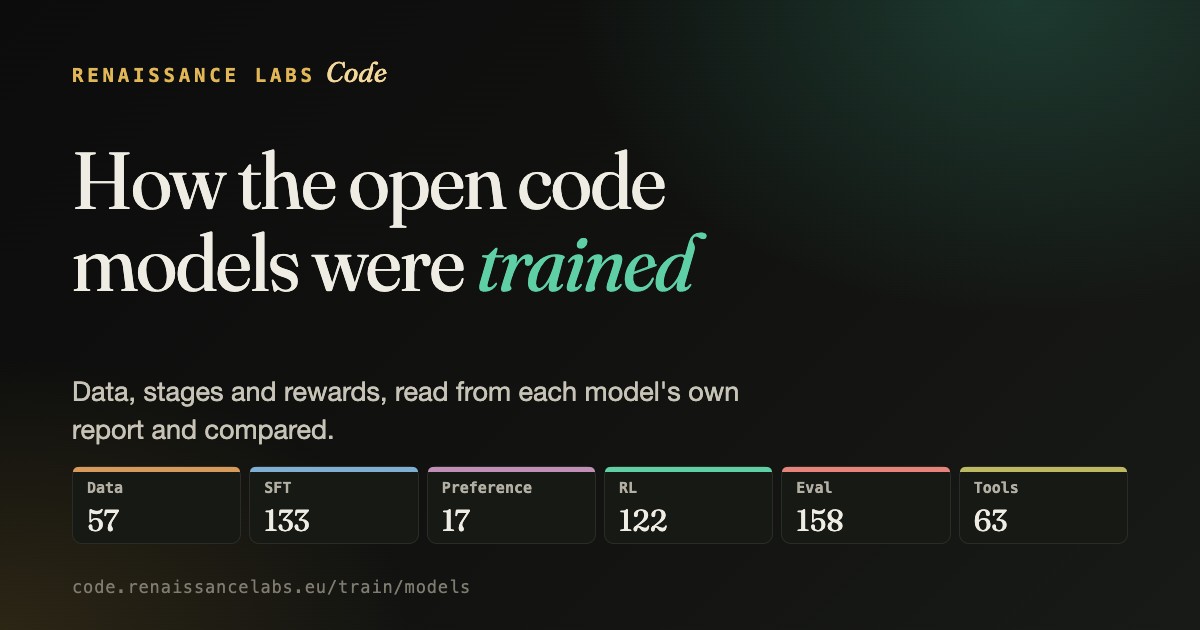 RENAISSANCE LABS Code
How the open code
models were trained
Data, stages and rewards, read from each model's own
report and compared.
Data
57
SFT
133
Preference
17
RL
122
Eval
158
Tools
63
code.renaissancelabs.eu/train/models